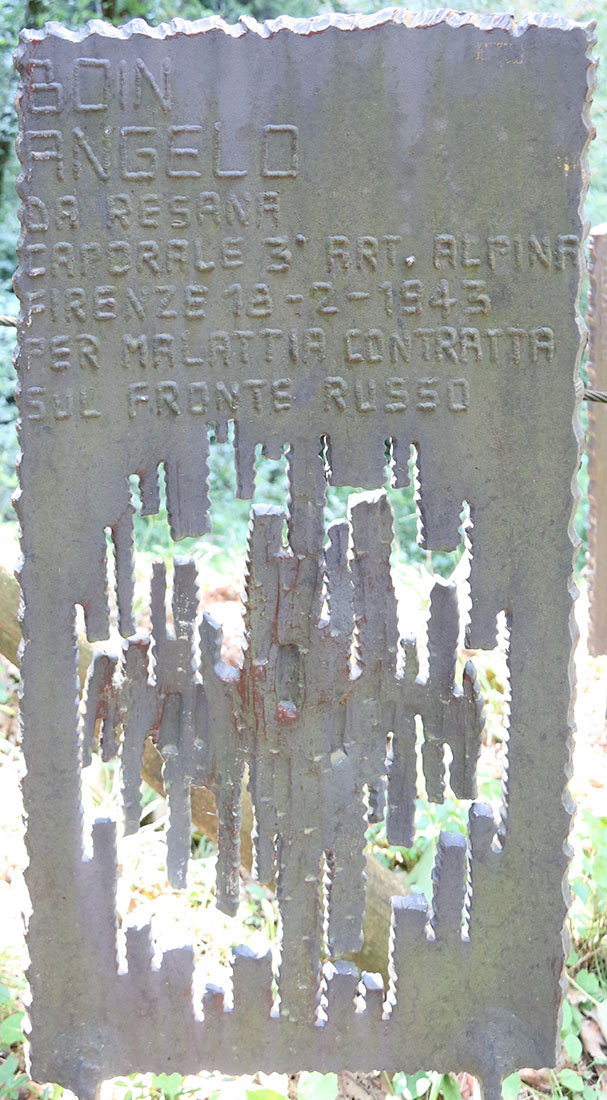 BOIN
ANGELO
DA RESANA
CAPORALE 3° ART. ALPINA
FIRENZE 18-2-1943
PER MALATTIA CONTRATTA
SUL FRONTE RUSSO